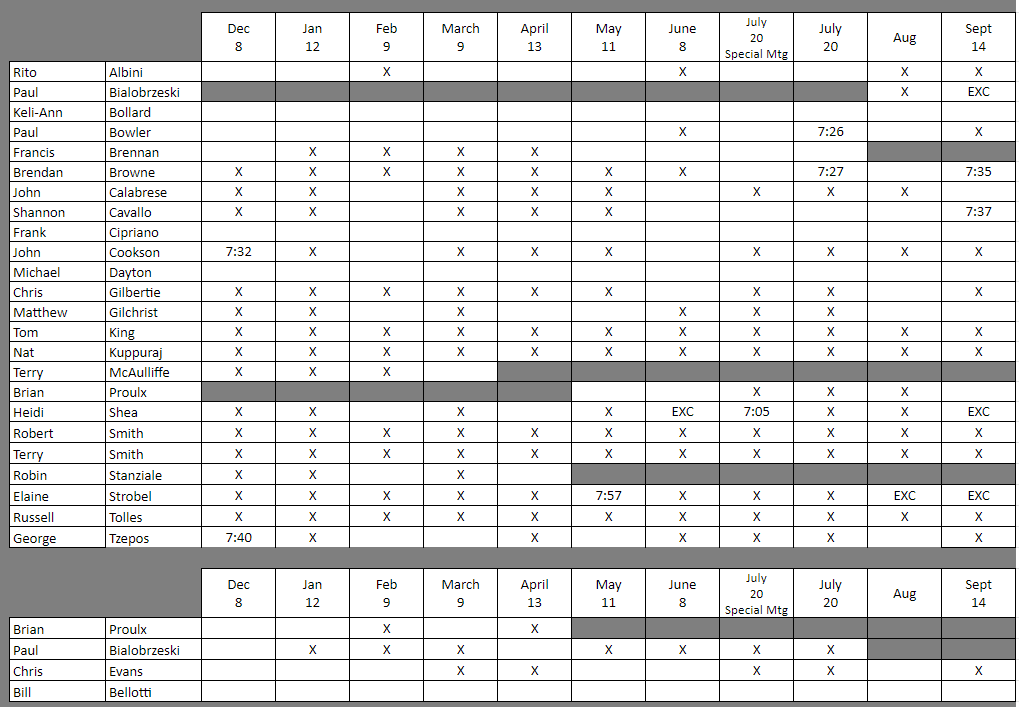 Dec 8 Jan 12 Feb 9 March 9 April 13 May 11 June 8 July 20 Special Mtg July 20 Aug Sept 14
Rito Albini X X X X
Paul Bialobrzeski X EXC
Keli-Ann Bollard
Paul Bowler X 7:26 X
Francis Brennan X X X X
Brendan Browne X X X X X X X 7:27 7:35
John Calabrese X X X X X X X X
Shannon Cavallo X X X X X 7:37
Frank Cipriano
John Cookson 7:32 X X X X X X X X
Michael Dayton
Chris Gilbertie X X X X X X X X X
Matthew Gilchrist X X X X X X
Tom King X X X X X X X X X X X
Nat Kuppuraj X X X X X X X X X X X
Terry McAulliffe X X X
Brian Proulx X X X
Heidi Shea X X X X EXC 7:05 X X EXC
Robert Smith X X X X X X X X X X X
Terry Smith X X X X X X X X X X X
Robin Stanziale X X X
Elaine Strobel X X X X X 7:57 X X X EXC EXC
Russell Tolles X X X X X X X X X X X
George Tzepos 7:40 X X X X X X
Dec 8 Jan 12 Feb 9 March 9 April 13 May 11 June 8 July 20 Special Mtg July 20 Aug Sept 14
Brian Proulx X X
Paul Bialobrzeski X X X X X X X
Chris Evans X X X X X
Bill Bellotti